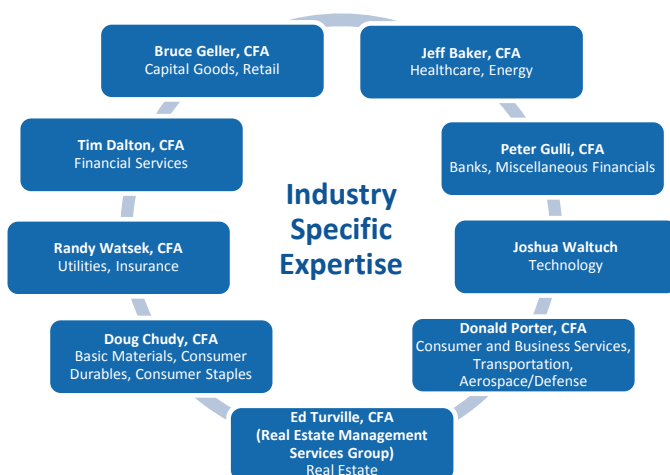 Bruce Geller, CFA
Capital Goods, Retail
Jeff Baker, CFA
Healthcare, Energy
Tim Dalton, CFA
Financial Services
Peter Gulli, CFA
Banks, Miscellaneous Financials
Industry
Specific
Expertise
Randy Watsek, CFA
Utilities, Insurance
Joshua Waltuch
Technology
Doug Chudy, CFA
Basic Materials, Consumer
Durables, Consumer Staples
Donald Porter, CFA
Consumer and Business Services,
Transportation,
Aerospace/Defense
Ed Turville, CFA
(Real Estate Management
Services Group)
Real Estate